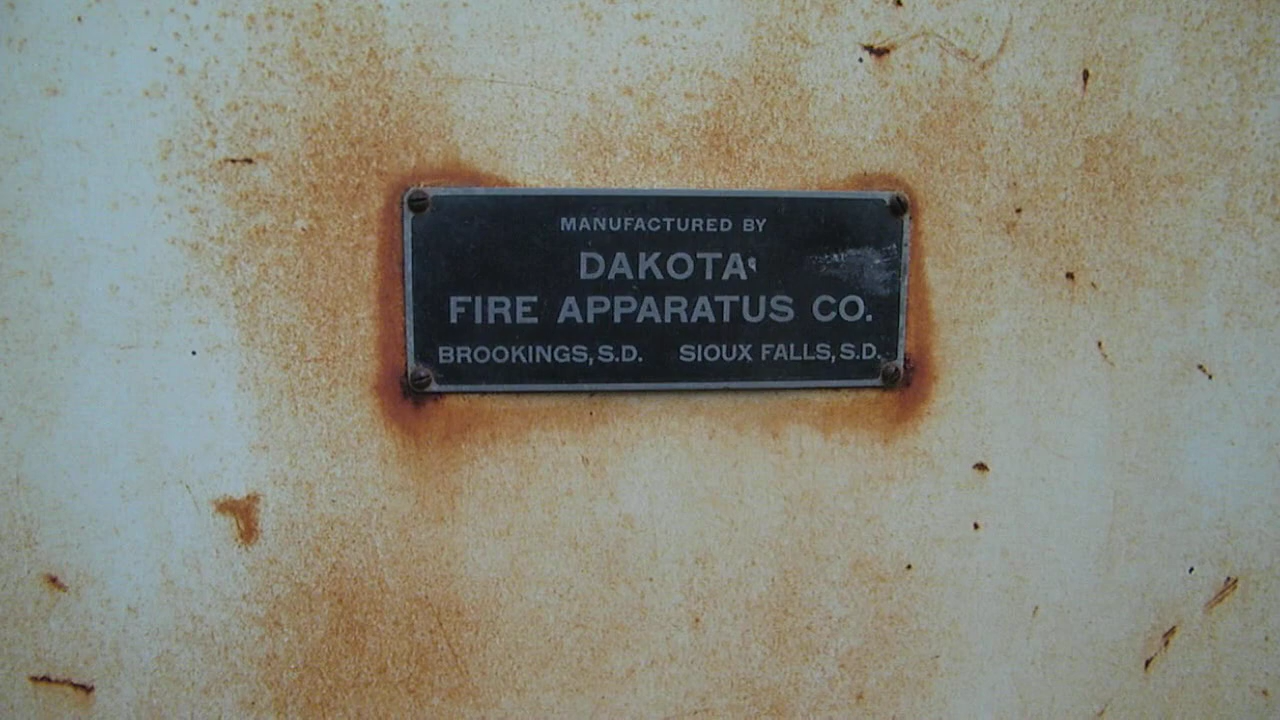 MANUFACTURED BY
DAKOTA
FIRE APPARATUS CO.
BROOKINGS, S.D. SIOUX FALLS, S.D.